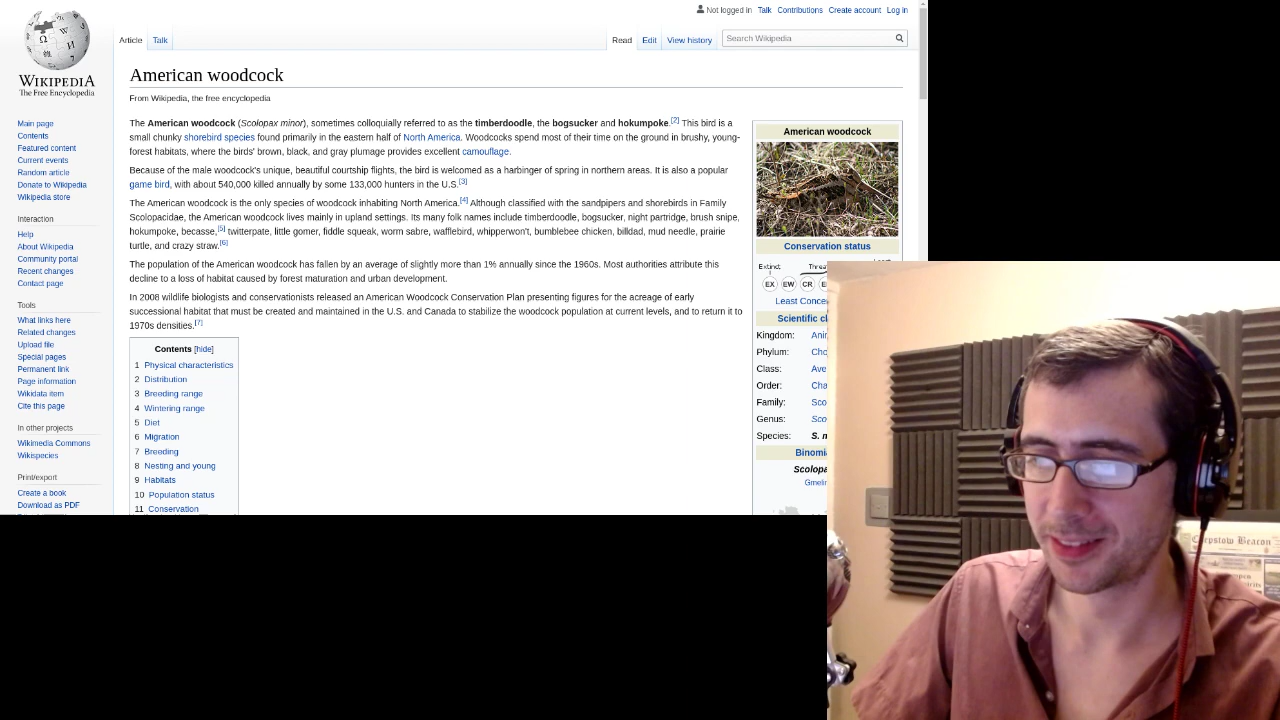 Not logged in Talk Contributions Create account Log in
Article Talk Read Edit View history Search Wikipedia
WIKIPEDIA
The Free Encyclopedia
Main page
Contents
Featured content
Current events
Random article
Donate to Wikipedia
Wikipedia store
Interaction
Help
About Wikipedia
Community portal
Recent changes
Contact page
Tools
What links here
Related changes
Upload file
Special pages
Permanent link
Page information
Wikidata item
Cite this page
In other projects
Wikimedia Commons
Wikispecies
Print/export
Create a book
Download as PDF
American woodcock
From Wikipedia, the free encyclopedia
The American woodcock (Scolopax minor), sometimes colloquially referred to as the timberdoodle, the bogsucker and hokumpoke.[2] This bird is a
small chunky shorebird species found primarily in the eastern half of North America. Woodcocks spend most of their time on the ground in brushy, young-
forest habitats, where the birds' brown, black, and gray plumage provides excellent camouflage.
Because of the male woodcock's unique, beautiful courtship flights, the bird is welcomed as a harbinger of spring in northern areas. It is also a popular
game bird, with about 540,000 killed annually by some 133,000 hunters in the U.S.[3]
The American woodcock is the only species of woodcock inhabiting North America.[4] Although classified with the sandpipers and shorebirds in Family
Scolopacidae, the American woodcock lives mainly in upland settings. Its many folk names include timberdoodle, bogsucker, night partridge, brush snipe,
hokumpoke, becasse,[5] twitterpate, little gomer, fiddle squeak, worm sabre, wafflebird, whipperwon't, bumblebee chicken, billdad, mud needle, prairie
turtle, and crazy straw.[6]
The population of the American woodcock has fallen by an average of slightly more than 1% annually since the 1960s. Most authorities attribute this
decline to a loss of habitat caused by forest maturation and urban development.
In 2008 wildlife biologists and conservationists released an American Woodcock Conservation Plan presenting figures for the acreage of early
successional habitat that must be created and maintained in the U.S. and Canada to stabilize the woodcock population at current levels, and to return it to
1970s densities.[7]
Contents [hide]
1 Physical characteristics
2 Distribution
3 Breeding range
4 Wintering range
5 Diet
6 Migration
7 Breeding
8 Nesting and young
9 Habitats
10 Population status
11 Conservation
American woodcock
Conservation status
Extinct Threa
EX EW CR
Least Conce
Scientific cl
Kingdom: Ani
Phylum: Cho
Class: Ave
Order: Cha
Family: Sco
Genus: Sco
Species: S. m
Binomi
Scolopa
Gmeli
Beacon